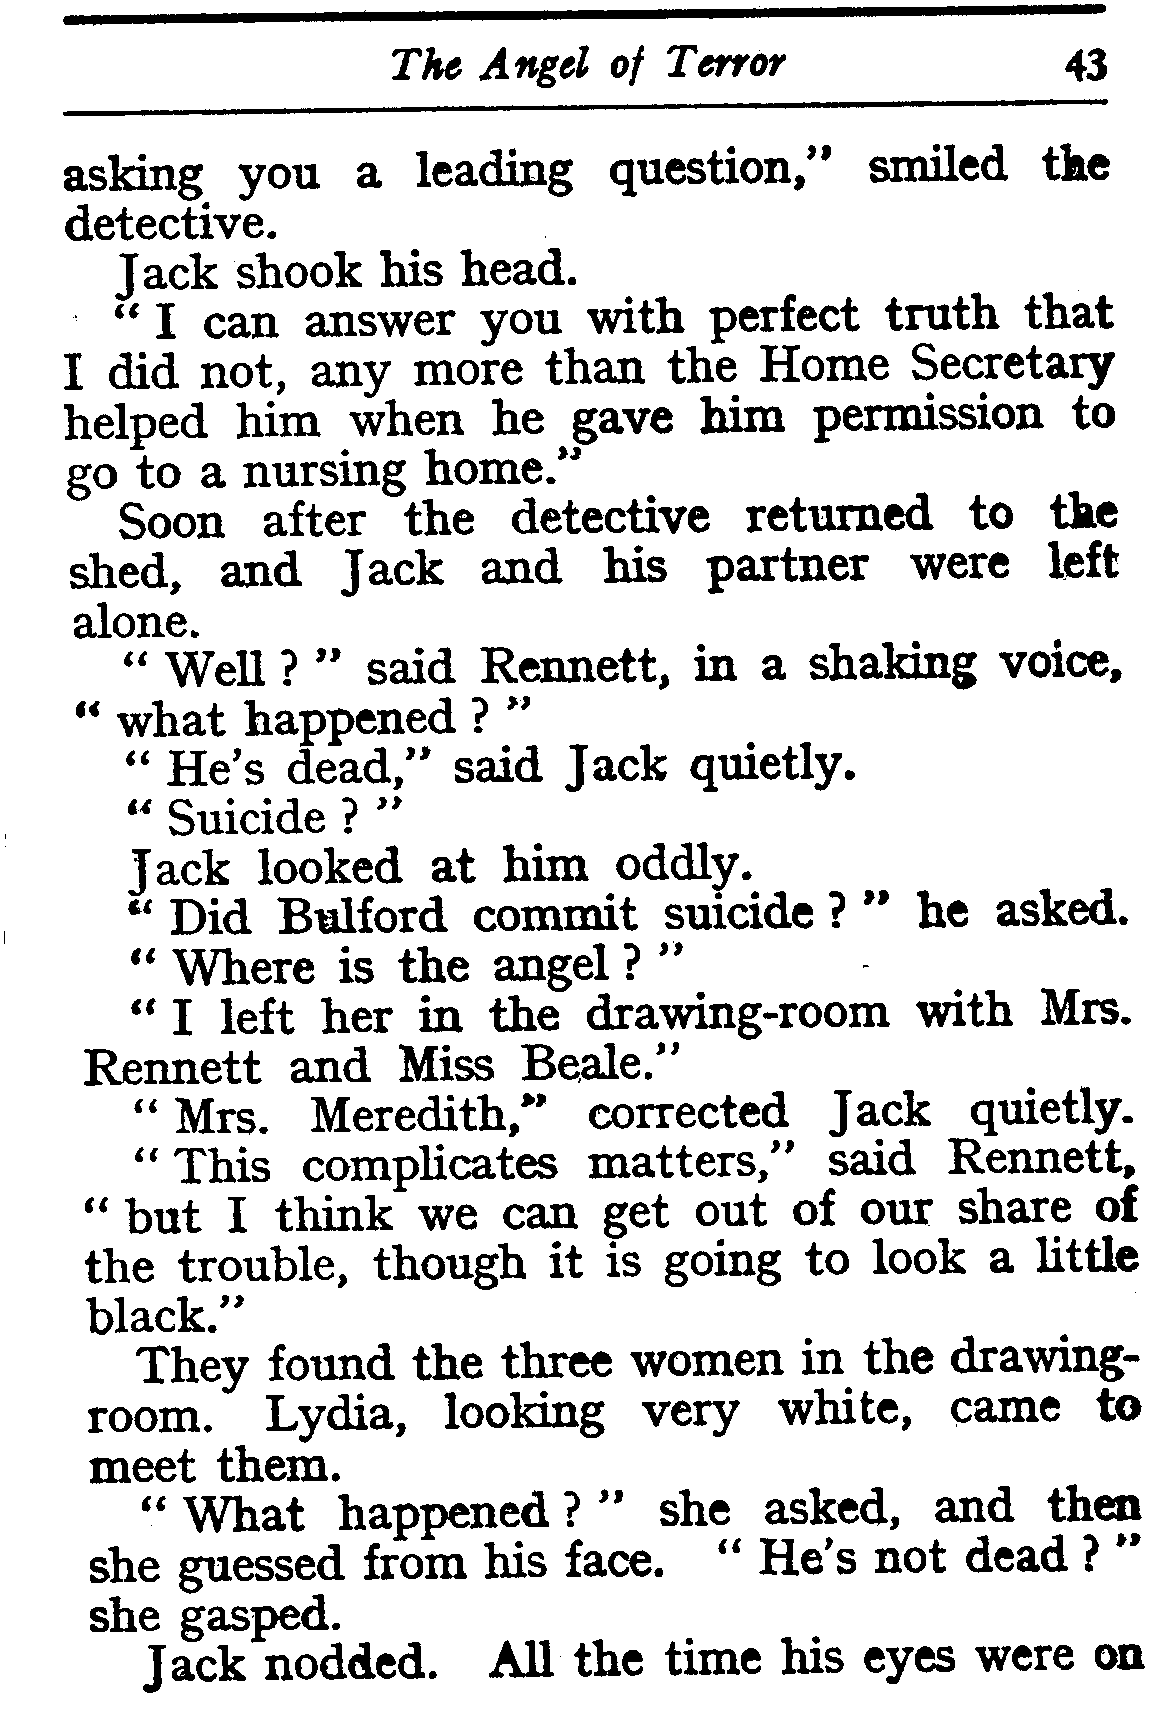 The Angel of Terror 43
asking you a leading question,” smiled the
detective.
Jack shook his head.
“ I can answer you with perfect truth that
I did not, any more than the Home Secretary
helped him when he gave him permission to
go to a nursing home.”
Soon after the detective returned to the
shed, and Jack and his partner were left
alone.
“ Well ? ” said Rennett, in a shaking voice,
“ what happened ? ”
“ He’s dead,” said Jack quietly.
“ Suicide ? ”
Jack looked at him oddly.
“ Did Bulford commit suicide ? ” he asked.
“ Where is the angel ? ”
“ I left her in the drawing-room with Mrs.
Rennett and Miss Beale.”
“ Mrs. Meredith,” corrected Jack quietly.
“ This complicates matters,” said Rennett,
“ but I think we can get out of our share of
the trouble, though it is going to look a little
black.”
They found the three women in the drawing-
room. Lydia, looking very white, came to
meet them.
“ What happened ? ” she asked, and then
she guessed from his face. “ He’s not dead ? ”
she gasped.
Jack nodded. All the time his eyes were on